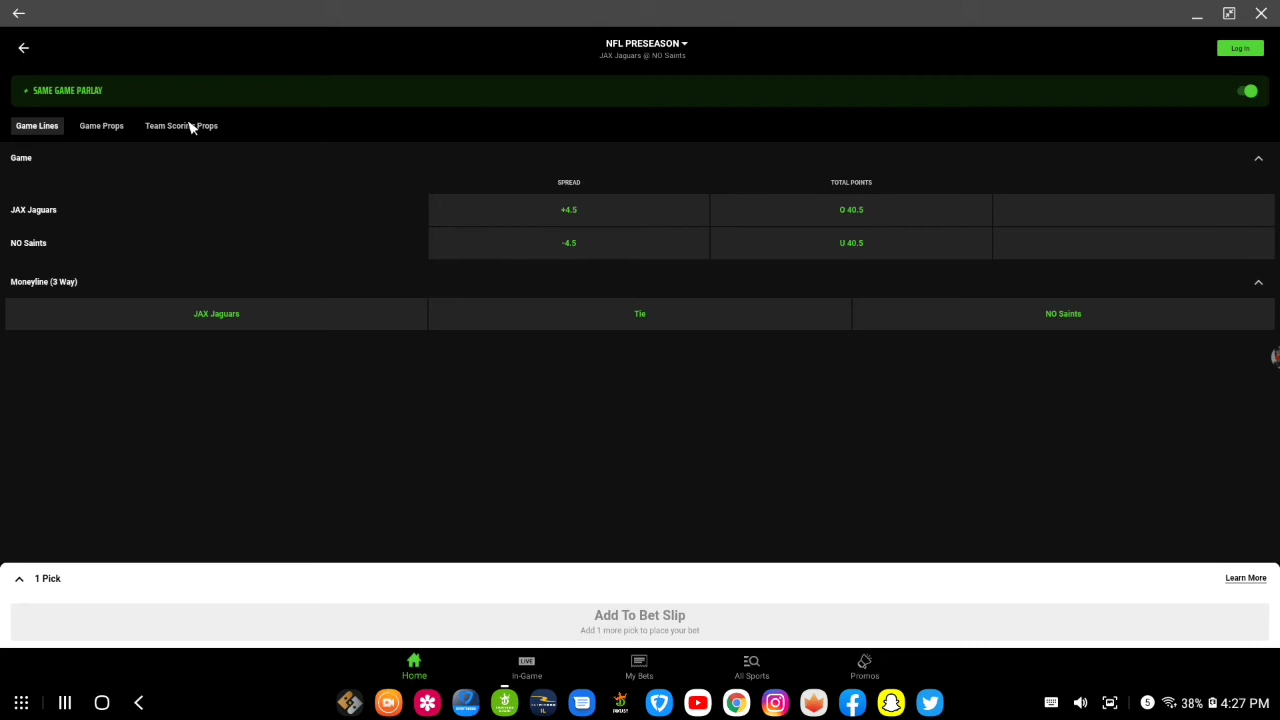 NFL PRESEASON
JAX Jaguars @ NO Saints
Log In
SAME GAME PARLAY
Game Lines Game Props Team Scoring Props
Game
SPREAD TOTAL POINTS
JAX Jaguars +4.5 O 40.5
NO Saints -4.5 U 40.5
Moneyline (3 Way)
JAX Jaguars Tie NO Saints
1 Pick Learn More
Add To Bet Slip
Add 1 more pick to place your bet
LIVE
Home In-Game My Bets All Sports Promos
5 38% 4:27 PM